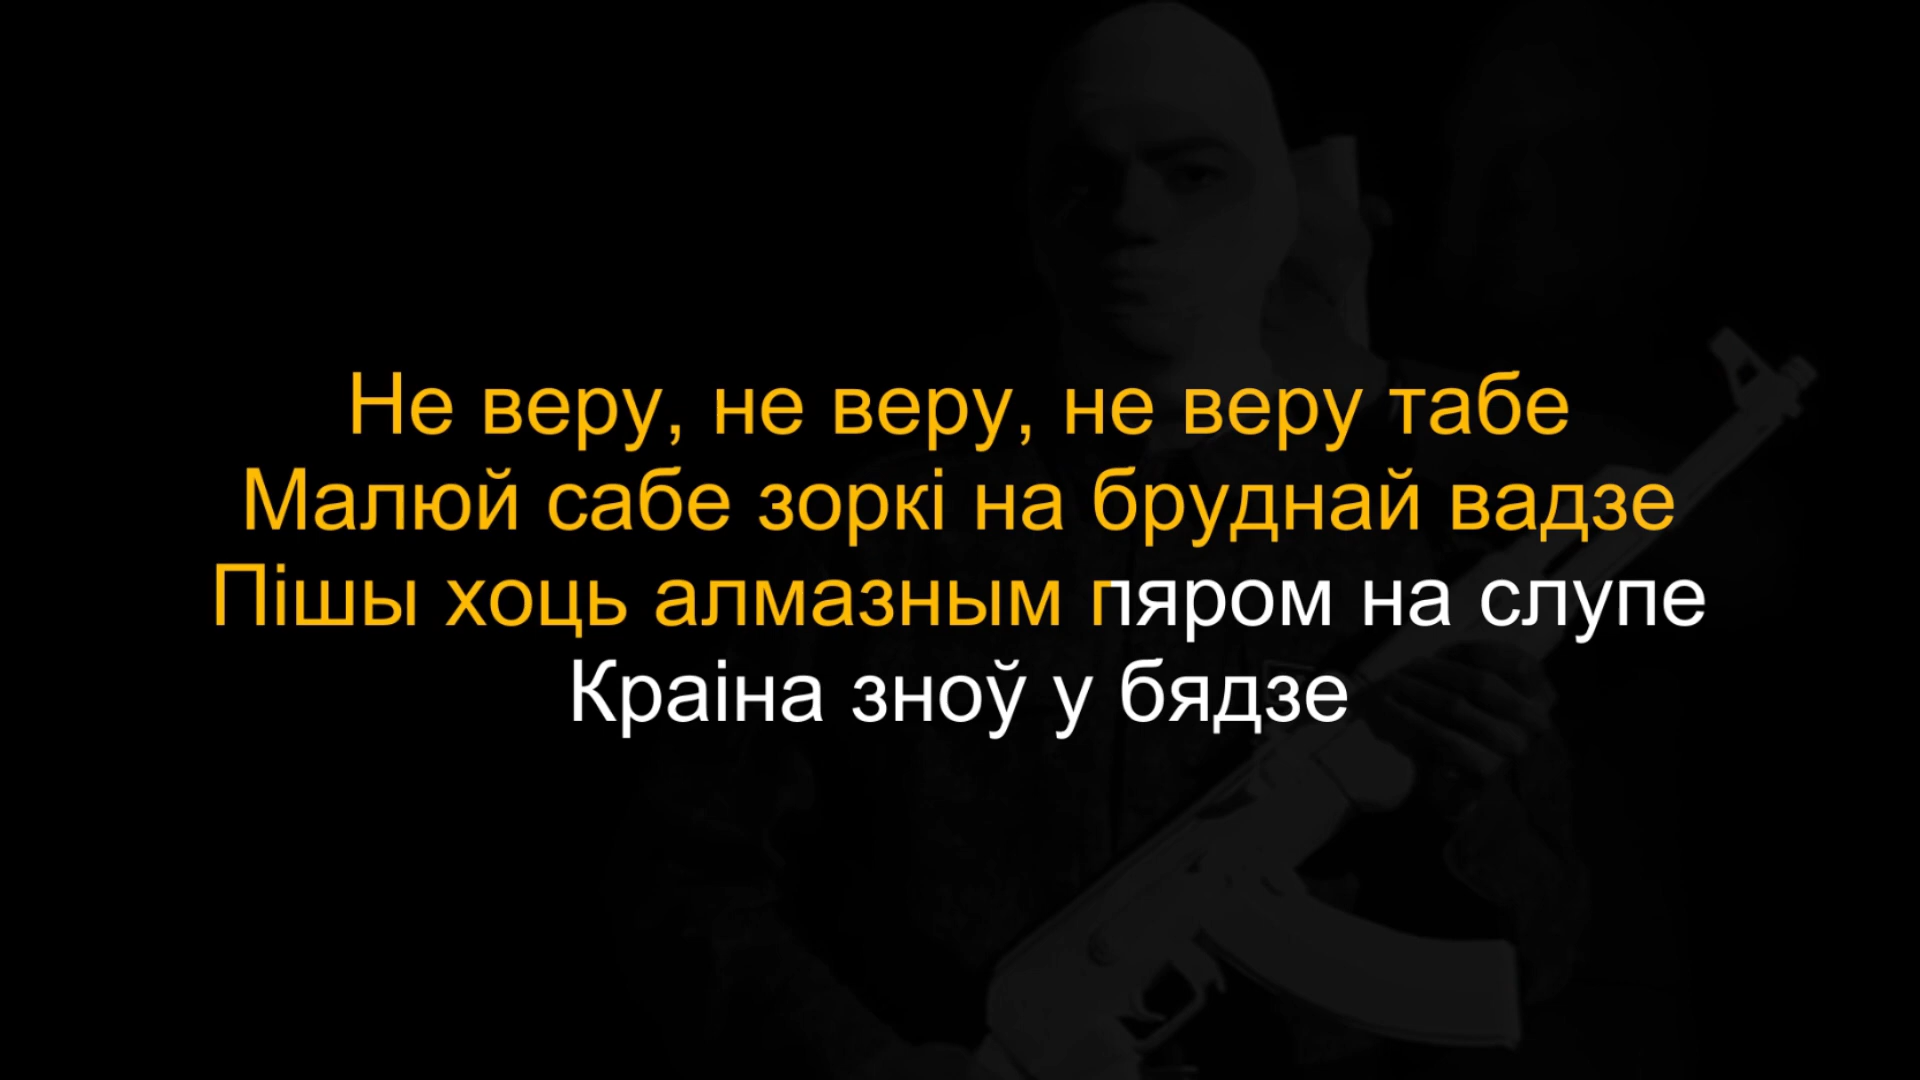 Не веру, не веру, не веру табе
Малюй сабе зоркі на бруднай вадзе
Пішы хоць алмазным пяром на слупе
Краіна зноў у бядзе